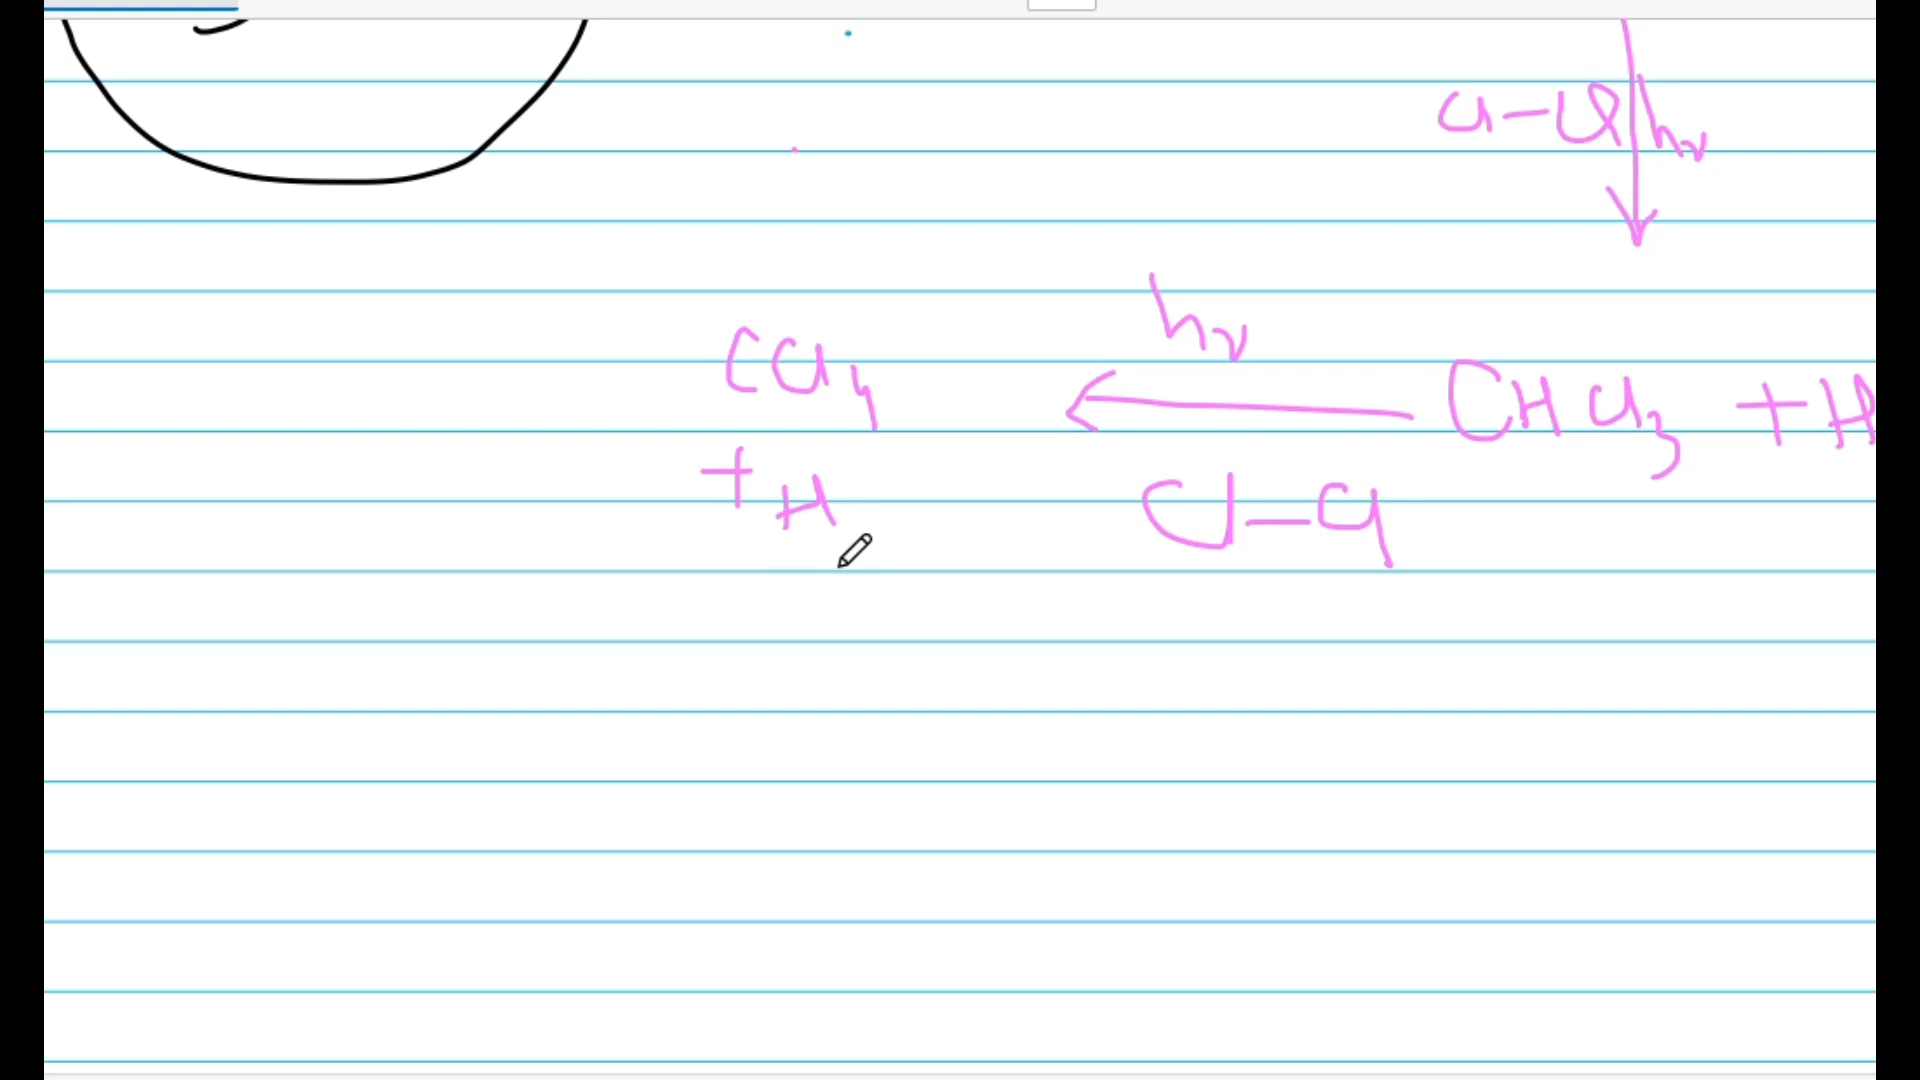 Cl-Cl hν
hν
CCl4 ← CHCl3 + H
+ H Cl-Cl